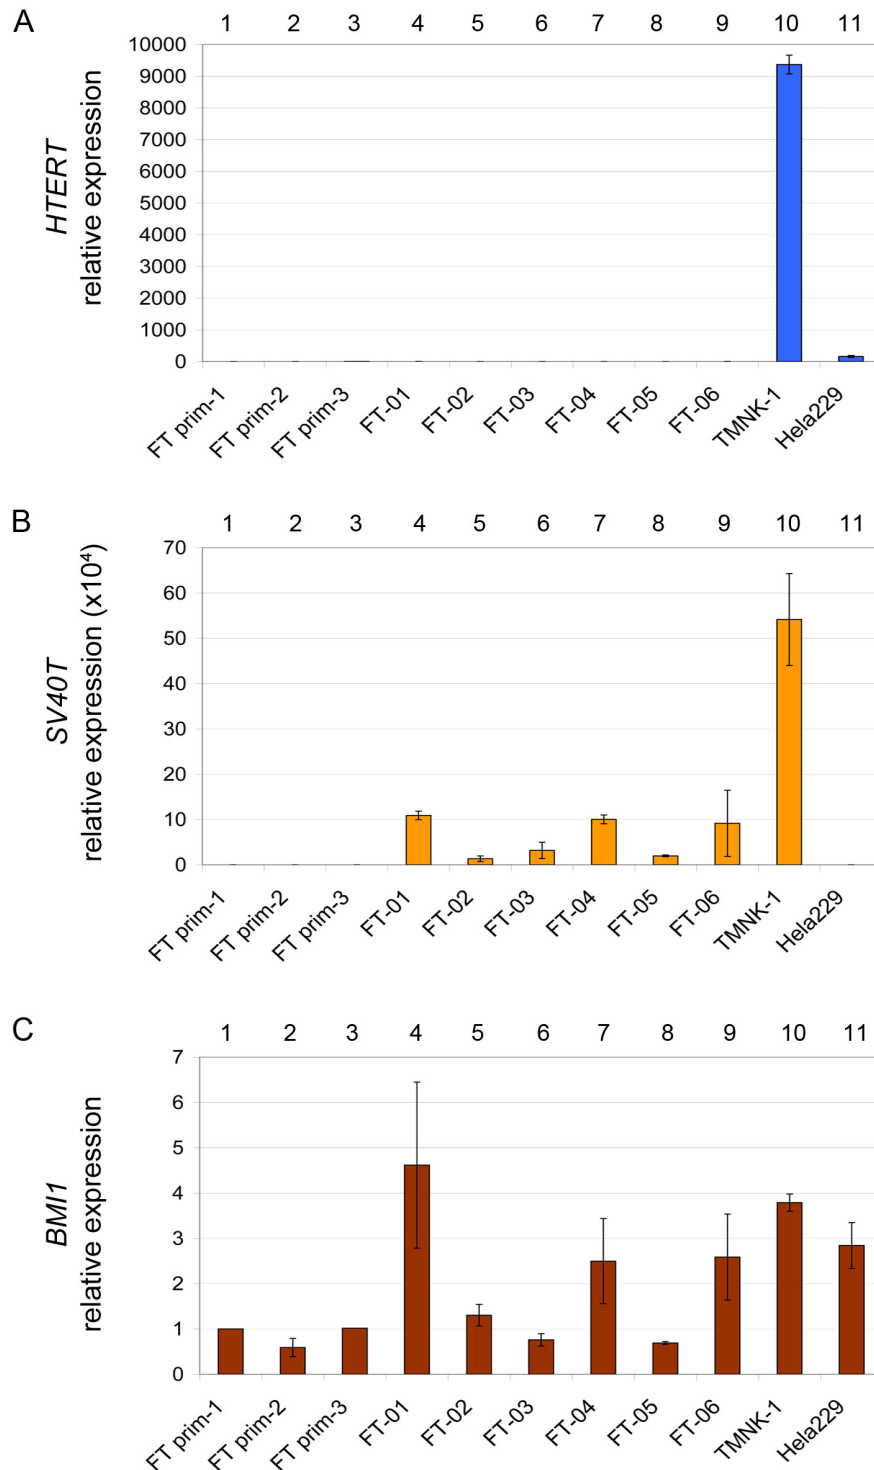 A
1 2 3 4 5 6 7 8 9 10 11
HTERT
relative expression
10000
9000
8000
7000
6000
5000
4000
3000
2000
1000
0
FT prim-1 FT prim-2 FT prim-3 FT-01 FT-02 FT-03 FT-04 FT-05 FT-06 TMNK-1 Hela229
B
1 2 3 4 5 6 7 8 9 10 11
SV40T
relative expression (x10⁴)
70
60
50
40
30
20
10
0
FT prim-1 FT prim-2 FT prim-3 FT-01 FT-02 FT-03 FT-04 FT-05 FT-06 TMNK-1 Hela229
C
1 2 3 4 5 6 7 8 9 10 11
BMI1
relative expression
7
6
5
4
3
2
1
0
FT prim-1 FT prim-2 FT prim-3 FT-01 FT-02 FT-03 FT-04 FT-05 FT-06 TMNK-1 Hela229